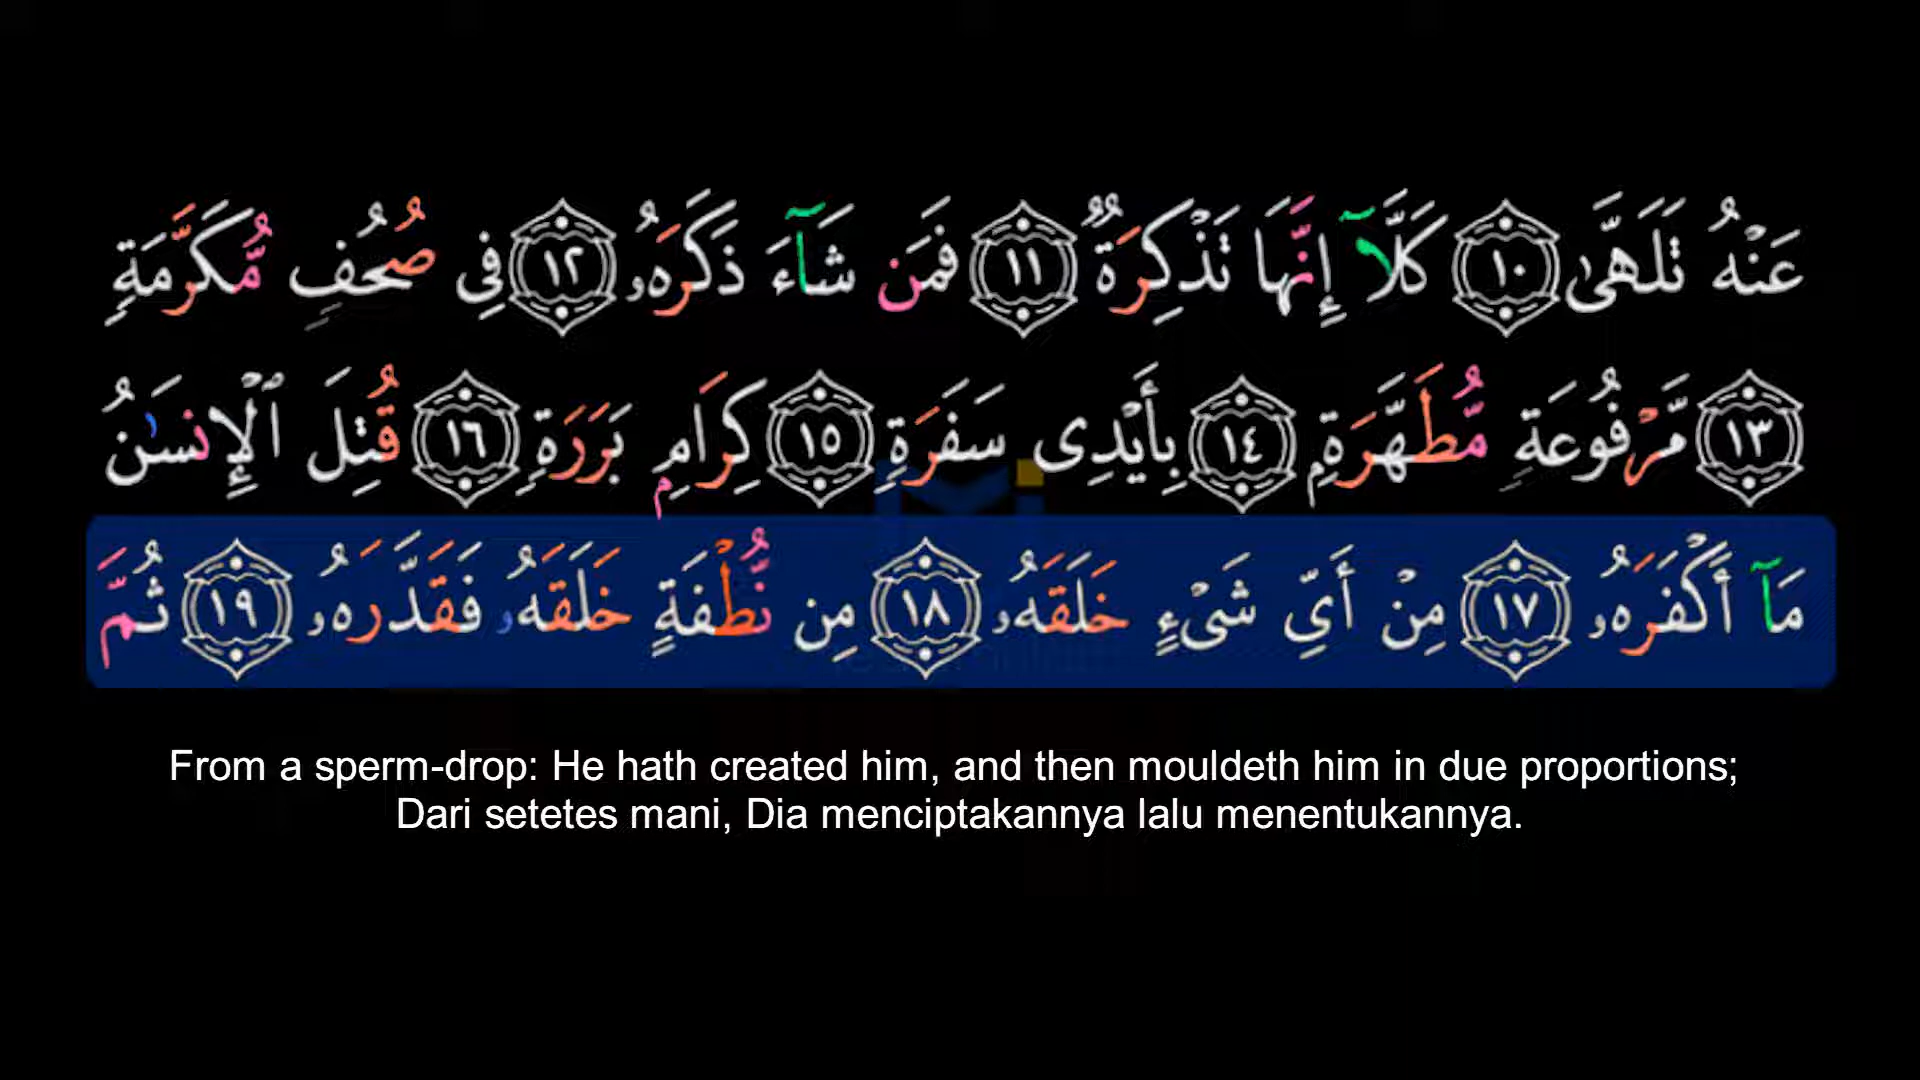 عَنْهُ تَلَهَّىٰ ١٠ كَلَّآ إِنَّهَا تَذْكِرَةٌ ١١ فَمَن شَآءَ ذَكَرَهُۥ ١٢ فِى صُحُفٍ مُّكَرَّمَةٍ
١٣ مَّرْفُوعَةٍ مُّطَهَّرَةٍۭ ١٤ بِأَيْدِى سَفَرَةٍ ١٥ كِرَامٍۭ بَرَرَةٍ ١٦ قُتِلَ ٱلْإِنسَـٰنُ
مَآ أَكْفَرَهُۥ ١٧ مِنْ أَىِّ شَىْءٍ خَلَقَهُۥ ١٨ مِن نُّطْفَةٍ خَلَقَهُۥ فَقَدَّرَهُۥ ١٩ ثُمَّ
From a sperm-drop: He hath created him, and then mouldeth him in due proportions;
Dari setetes mani, Dia menciptakannya lalu menentukannya.